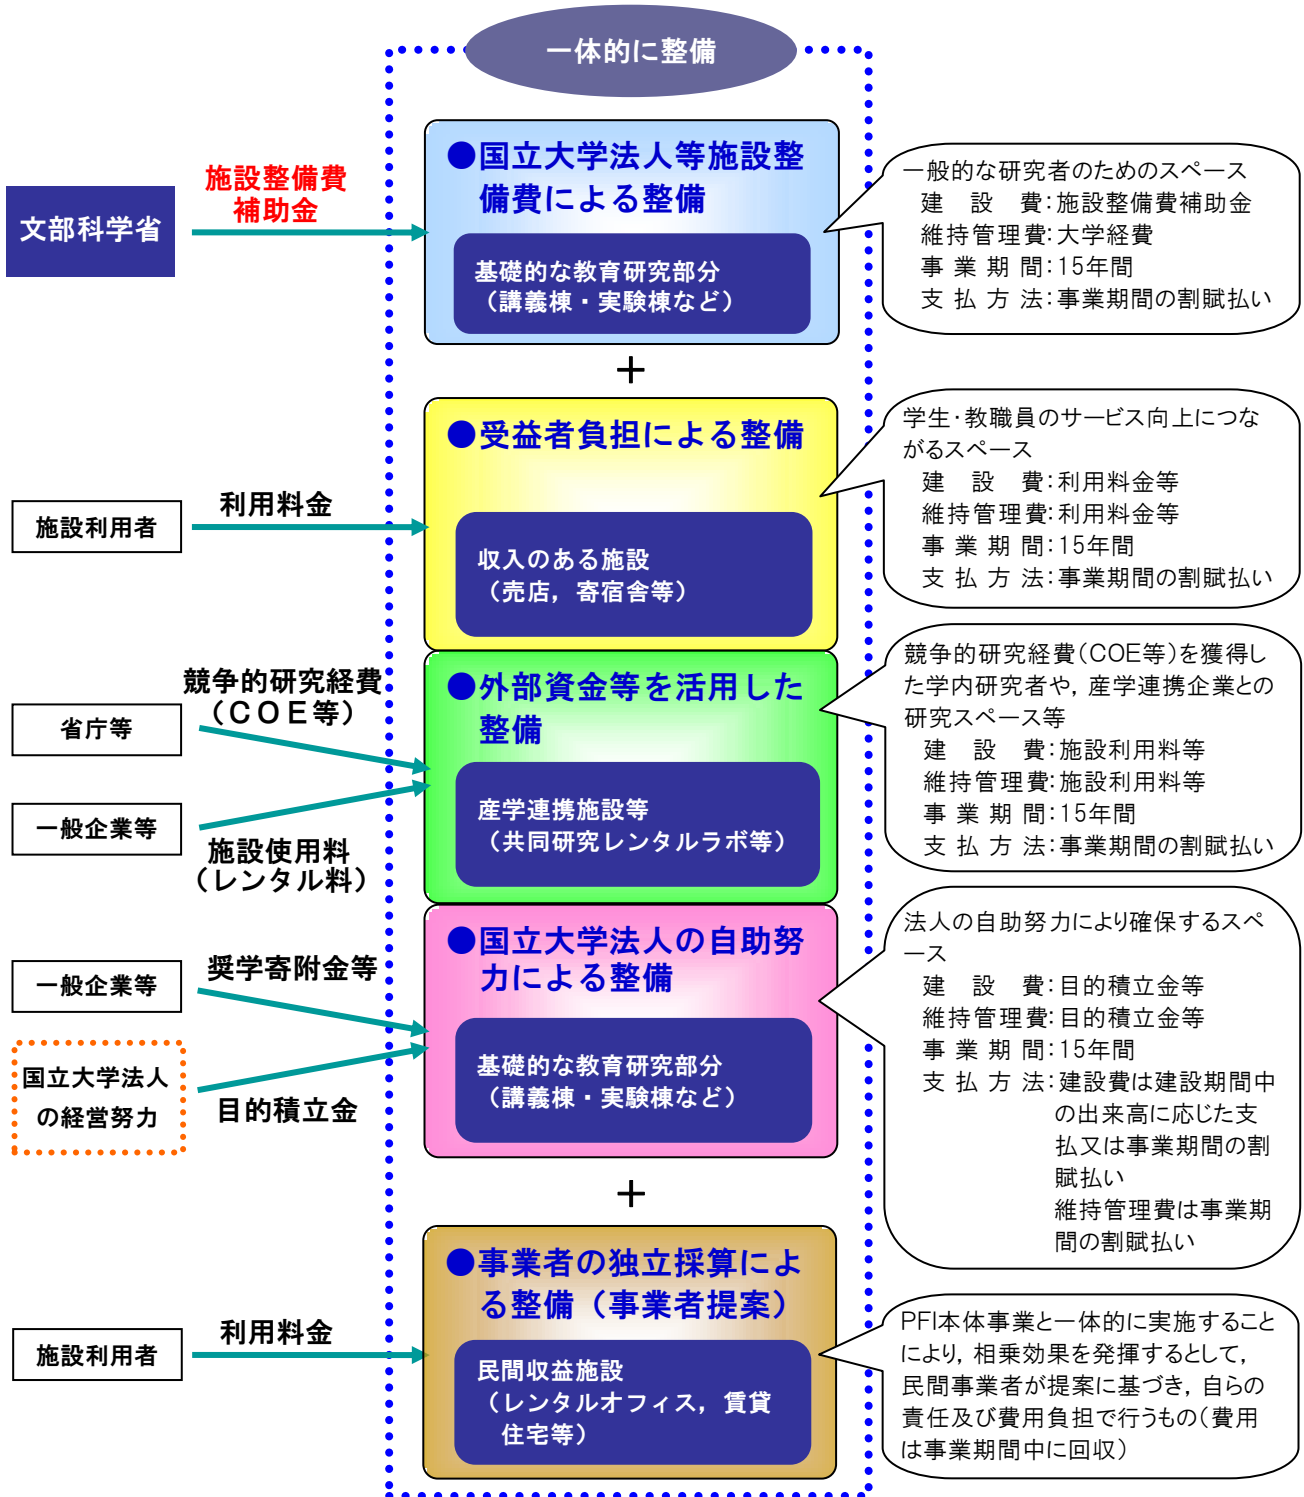 一体的に整備
文部科学省
施設整備費
補助金
●国立大学法人等施設整
備費による整備
基礎的な教育研究部分
（講義棟・実験棟など）
一般的な研究者のためのスペース
建　設　費：施設整備費補助金
維持管理費：大学経費
事 業 期 間：15年間
支 払 方 法：事業期間の割賦払い
＋
施設利用者
利用料金
●受益者負担による整備
収入のある施設
（売店，寄宿舎等）
学生・教職員のサービス向上につな
がるスペース
建　設　費：利用料金等
維持管理費：利用料金等
事 業 期 間：15年間
支 払 方 法：事業期間の割賦払い
省庁等
競争的研究経費
（ＣＯＥ等）
一般企業等
施設使用料
（レンタル料）
●外部資金等を活用した
整備
産学連携施設等
（共同研究レンタルラボ等）
競争的研究経費（COE等）を獲得し
た学内研究者や，産学連携企業との
研究スペース等
建　設　費：施設利用料等
維持管理費：施設利用料等
事 業 期 間：15年間
支 払 方 法：事業期間の割賦払い
一般企業等
奨学寄附金等
国立大学法人
の経営努力
目的積立金
●国立大学法人の自助努
力による整備
基礎的な教育研究部分
（講義棟・実験棟など）
法人の自助努力により確保するスペ
ース
建　設　費：目的積立金等
維持管理費：目的積立金等
事 業 期 間：15年間
支 払 方 法：建設費は建設期間中
の出来高に応じた支
払又は事業期間の割
賦払い
維持管理費は事業期
間の割賦払い
＋
施設利用者
利用料金
●事業者の独立採算によ
る整備（事業者提案）
民間収益施設
（レンタルオフィス，賃貸
住宅等）
PFI本体事業と一体的に実施すること
により，相乗効果を発揮するとして，
民間事業者が提案に基づき，自らの
責任及び費用負担で行うもの（費用
は事業期間中に回収）